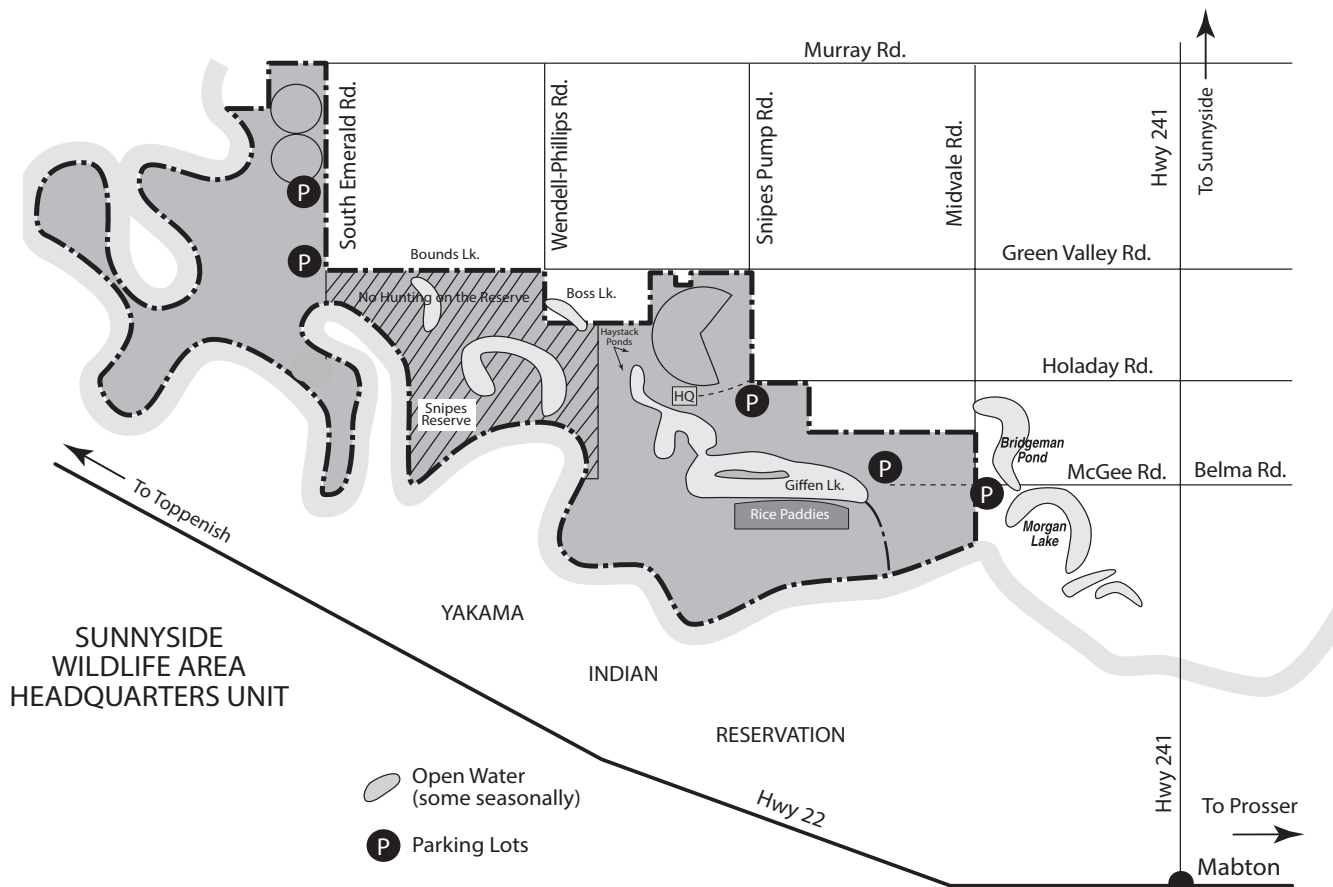 Murray Rd.
South Emerald Rd.
Wendell-Phillips Rd.
Snipes Pump Rd.
Midvale Rd.
Hwy 241
To Sunnyside
P
P
Bounds Lk.
Green Valley Rd.
No Hunting on the Reserve
Boss Lk.
Haystack
Ponds
Holaday Rd.
HQ
P
Snipes
Reserve
Bridgeman
Pond
P
McGee Rd.
Belma Rd.
Giffen Lk.
P
Rice Paddies
Morgan
Lake
To Toppenish
YAKAMA
INDIAN
RESERVATION
SUNNYSIDE
WILDLIFE AREA
HEADQUARTERS UNIT
Open Water
(some seasonally)
P
Parking Lots
Hwy 22
Hwy 241
To Prosser
Mabton